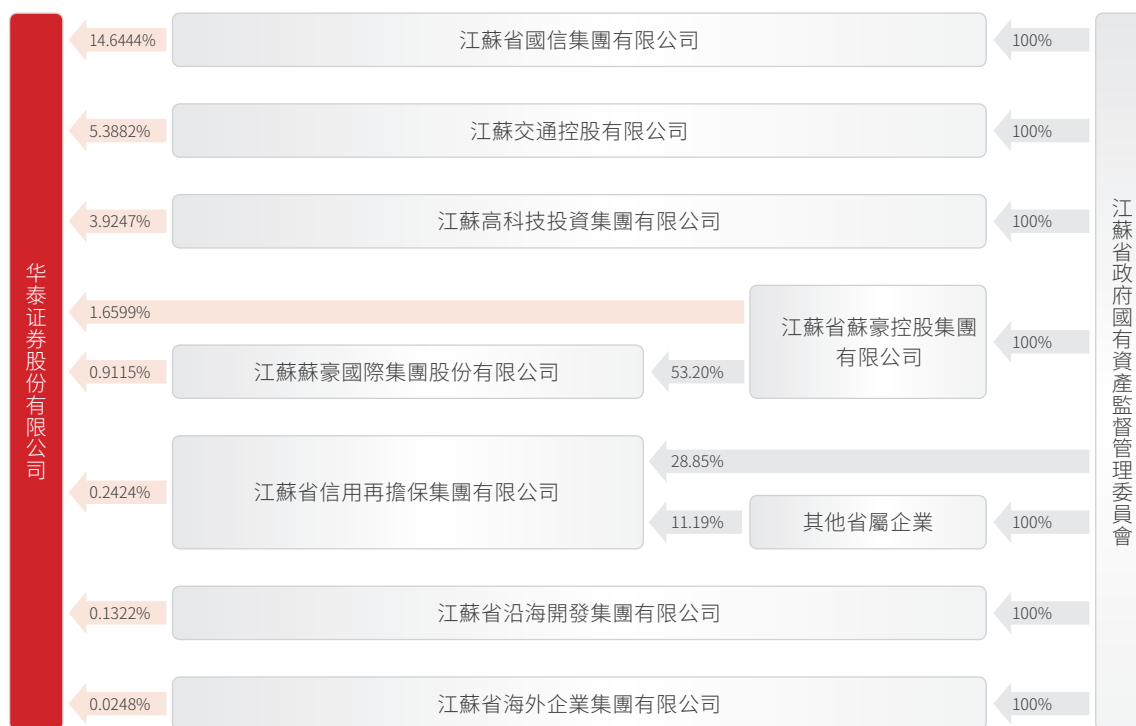 华泰证券股份有限公司
14.6444%
江蘇省國信集團有限公司
100%
5.3882%
江蘇交通控股有限公司
100%
3.9247%
江蘇高科技投資集團有限公司
100%
1.6599%
江蘇省蘇豪控股集團
有限公司
100%
0.9115%
江蘇蘇豪國際集團股份有限公司
53.20%
0.2424%
江蘇省信用再擔保集團有限公司
28.85%
11.19%
其他省屬企業
100%
0.1322%
江蘇省沿海開發集團有限公司
100%
0.0248%
江蘇省海外企業集團有限公司
100%
江蘇省政府國有資產監督管理委員會